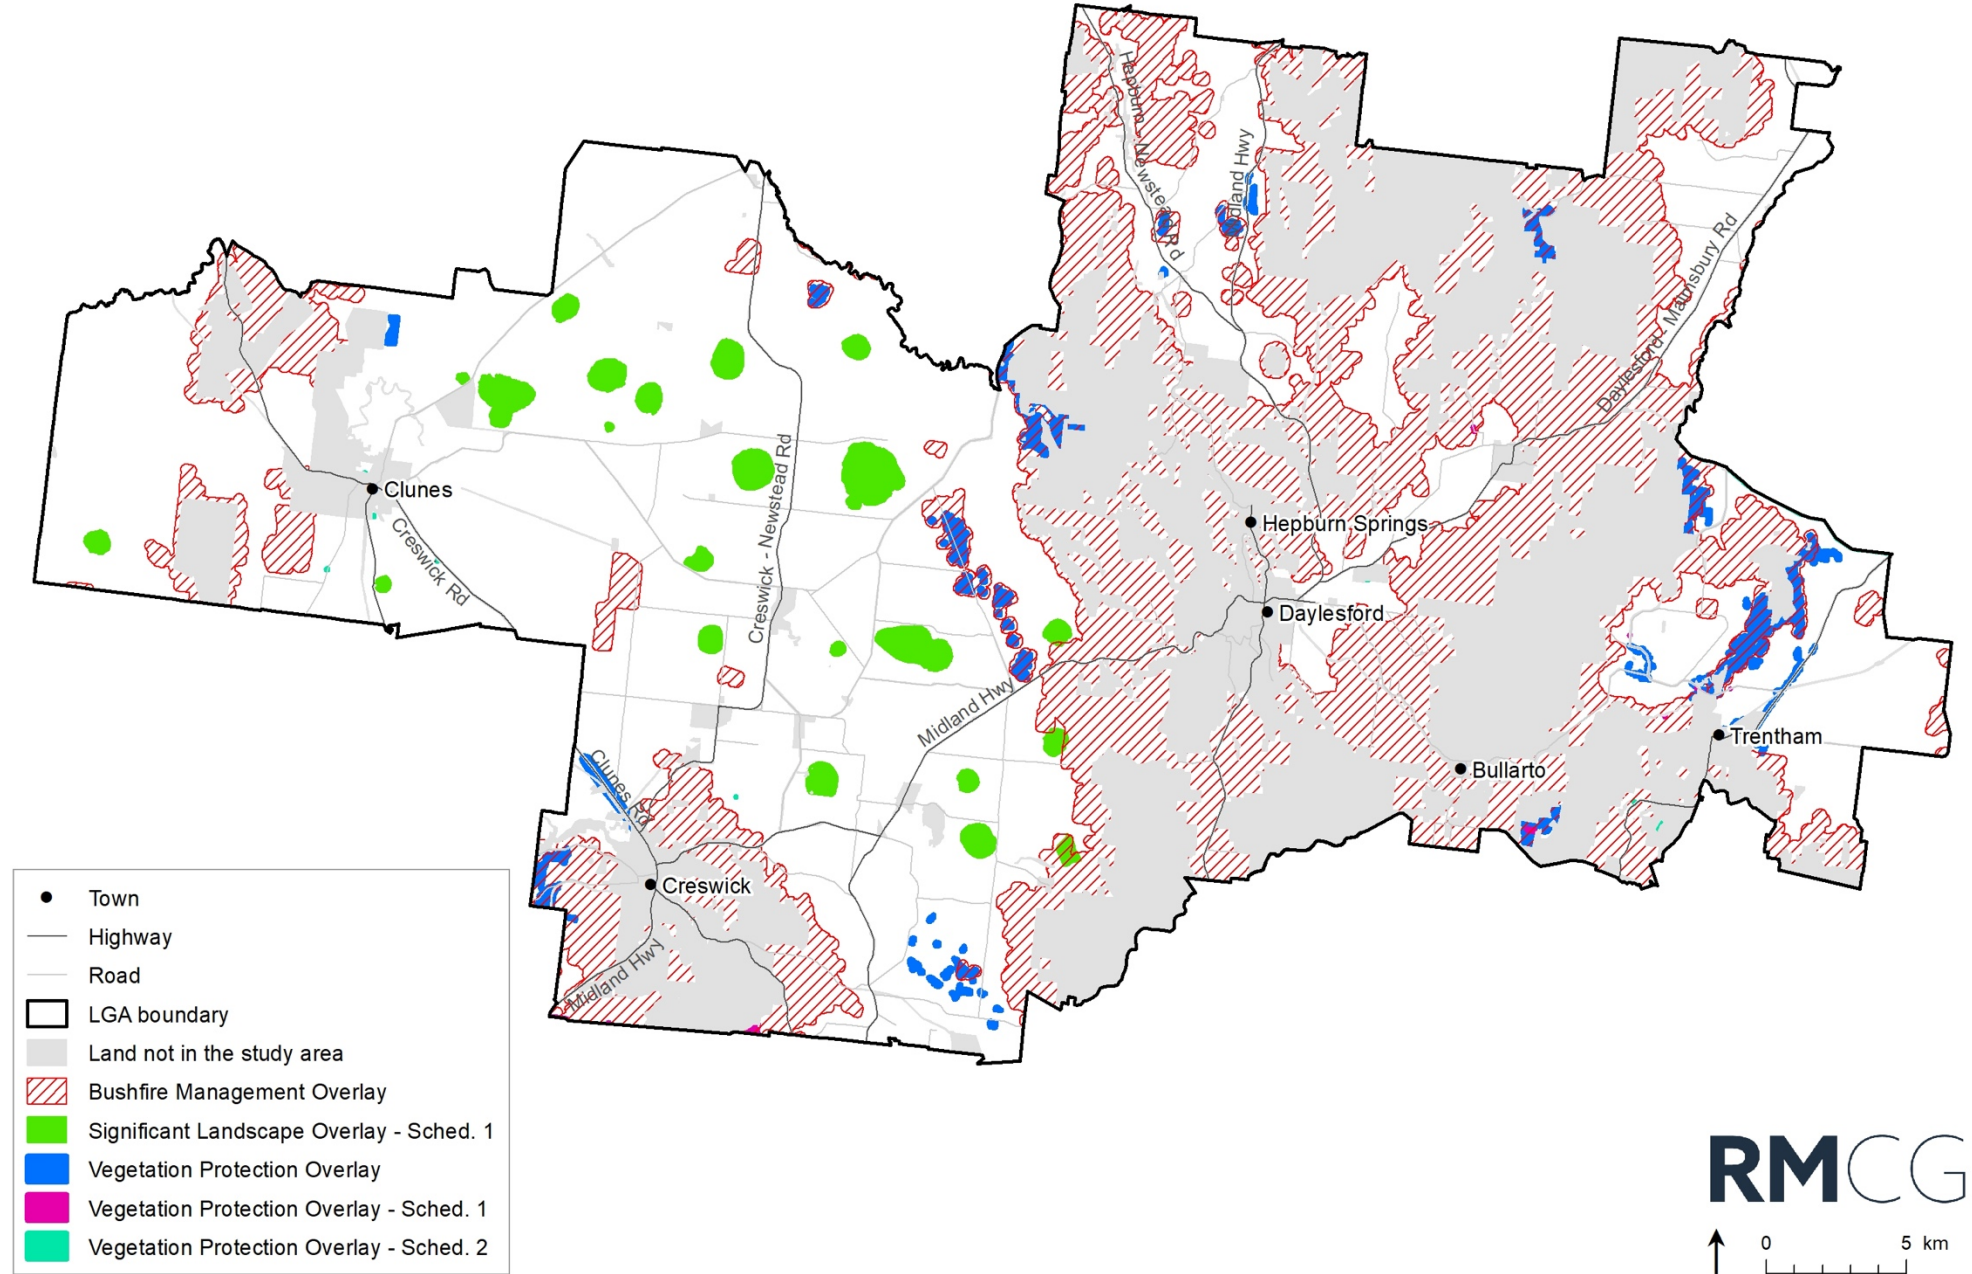 Hepburn - Newstead Rd
Midland Hwy
Daylesford - Malmsbury Rd
Clunes
Creswick Rd
Creswick - Newstead Rd
Hepburn Springs
Daylesford
Midland Hwy
Trentham
Bullarto
Clunes Rd
Creswick
Midland Hwy
Town
Highway
Road
LGA boundary
Land not in the study area
Bushfire Management Overlay
Significant Landscape Overlay - Sched. 1
Vegetation Protection Overlay
Vegetation Protection Overlay - Sched. 1
Vegetation Protection Overlay - Sched. 2
RMCG
0 5 km